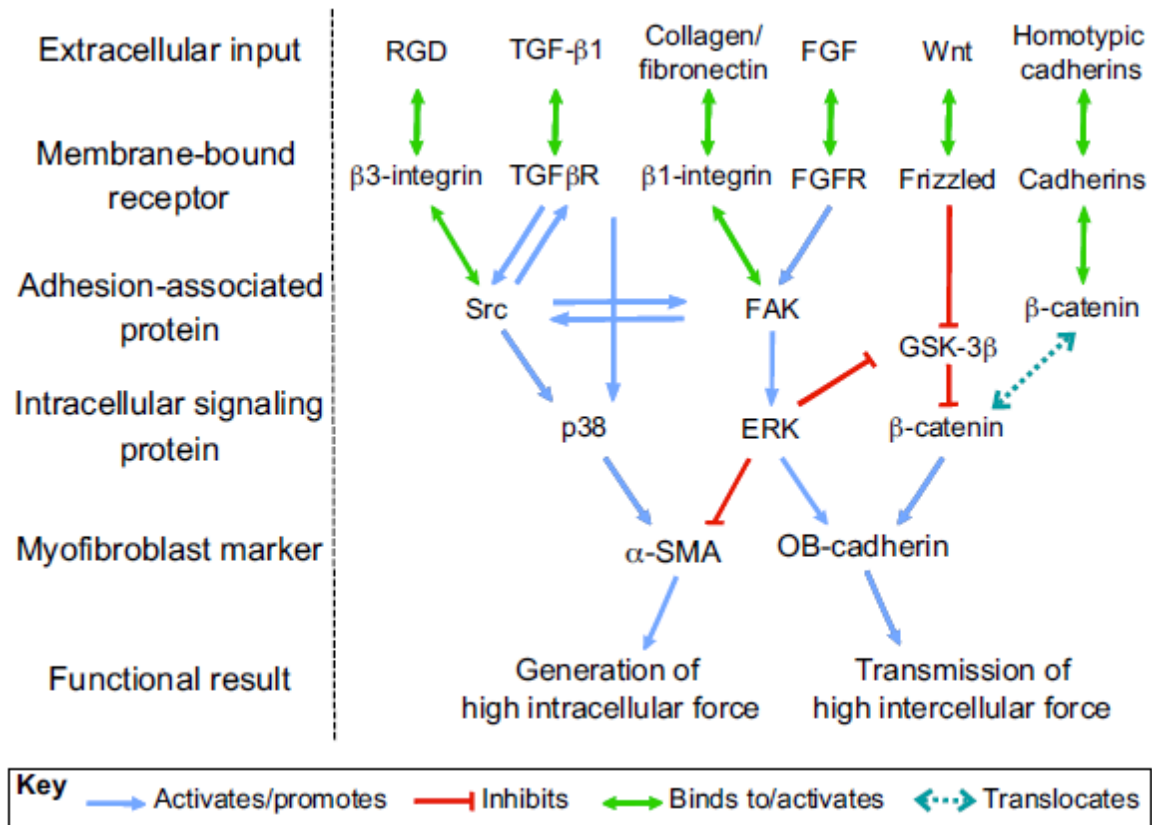 Extracellular input
RGD
TGF-β1
Collagen/
fibronectin
FGF
Wnt
Homotypic
cadherins
Membrane-bound
receptor
β3-integrin
TGFβR
β1-integrin
FGFR
Frizzled
Cadherins
Adhesion-associated
protein
Src
FAK
GSK-3β
β-catenin
Intracellular signaling
protein
p38
ERK
β-catenin
Myofibroblast marker
α-SMA
OB-cadherin
Functional result
Generation of
high intracellular force
Transmission of
high intercellular force
Key
Activates/promotes
Inhibits
Binds to/activates
Translocates